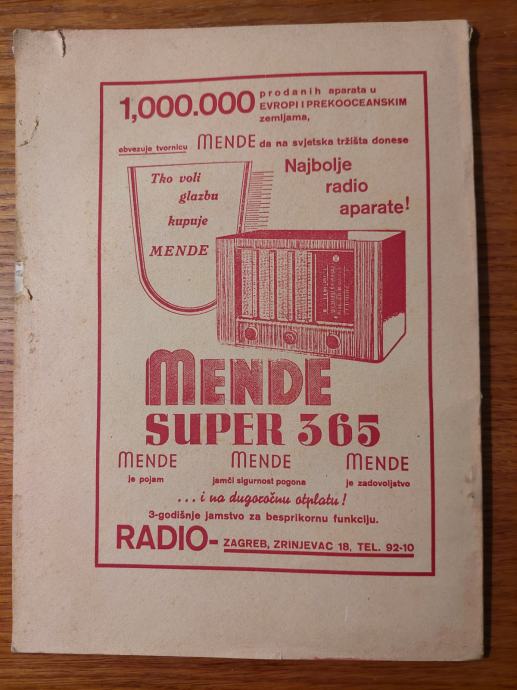 1,000.000 prodanih aparata u
EVROPI I PREKOOCEANSKIM
zemljama,
obvezuje tvornicu MENDE da na svjetska tržišta donese
Najbolje
radio
aparate!
Tko voli
glazbu
kupuje
MENDE
MENDE
SUPER 365
MENDE MENDE MENDE
je pojam jamči sigurnost pogona je zadovoljstvo
...i na dugoročnu otplatu!
3-godišnje jamstvo za besprikornu funkciju.
RADIO- ZAGREB, ZRINJEVAC 18, TEL. 92-10